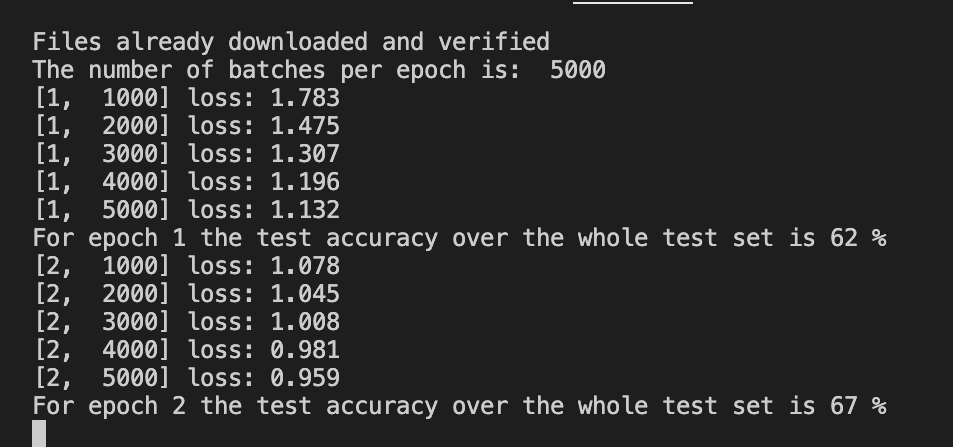 Files already downloaded and verified
The number of batches per epoch is:  5000
[1,  1000] loss: 1.783
[1,  2000] loss: 1.475
[1,  3000] loss: 1.307
[1,  4000] loss: 1.196
[1,  5000] loss: 1.132
For epoch 1 the test accuracy over the whole test set is 62 %
[2,  1000] loss: 1.078
[2,  2000] loss: 1.045
[2,  3000] loss: 1.008
[2,  4000] loss: 0.981
[2,  5000] loss: 0.959
For epoch 2 the test accuracy over the whole test set is 67 %